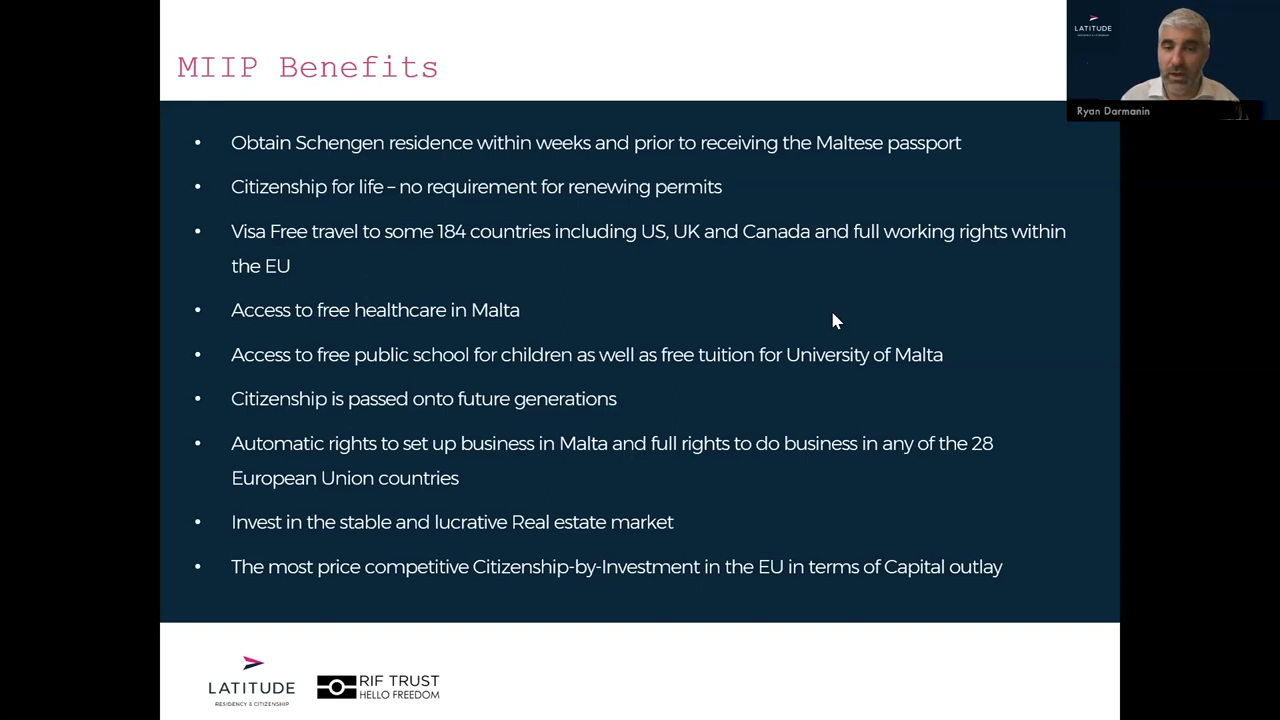 MIIP Benefits
LATITUDE
RESIDENCY & CITIZENSHIP
Ryan Darmanin
• Obtain Schengen residence within weeks and prior to receiving the Maltese passport
• Citizenship for life – no requirement for renewing permits
• Visa Free travel to some 184 countries including US, UK and Canada and full working rights within
the EU
• Access to free healthcare in Malta
• Access to free public school for children as well as free tuition for University of Malta
• Citizenship is passed onto future generations
• Automatic rights to set up business in Malta and full rights to do business in any of the 28
European Union countries
• Invest in the stable and lucrative Real estate market
• The most price competitive Citizenship-by-Investment in the EU in terms of Capital outlay
LATITUDE
RESIDENCY & CITIZENSHIP
RIF TRUST
HELLO FREEDOM